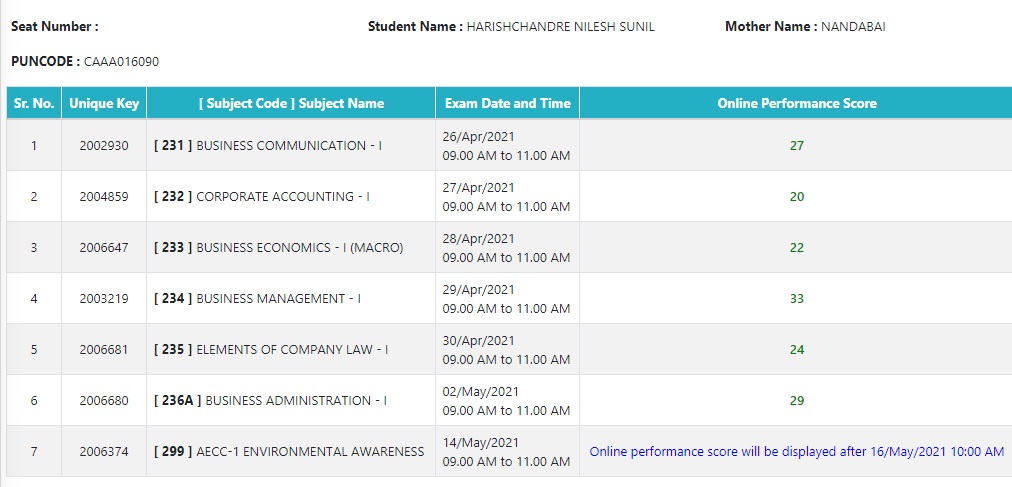 Seat Number : Student Name : HARISHCHANDRE NILESH SUNIL Mother Name : NANDABAI
PUNCODE : CAAA016090
Sr. No. Unique Key [ Subject Code ] Subject Name Exam Date and Time Online Performance Score
1 2002930 [ 231 ] BUSINESS COMMUNICATION - I 26/Apr/2021 09.00 AM to 11.00 AM 27
2 2004859 [ 232 ] CORPORATE ACCOUNTING - I 27/Apr/2021 09.00 AM to 11.00 AM 20
3 2006647 [ 233 ] BUSINESS ECONOMICS - I (MACRO) 28/Apr/2021 09.00 AM to 11.00 AM 22
4 2003219 [ 234 ] BUSINESS MANAGEMENT - I 29/Apr/2021 09.00 AM to 11.00 AM 33
5 2006681 [ 235 ] ELEMENTS OF COMPANY LAW - I 30/Apr/2021 09.00 AM to 11.00 AM 24
6 2006680 [ 236A ] BUSINESS ADMINISTRATION - I 02/May/2021 09.00 AM to 11.00 AM 29
7 2006374 [ 299 ] AECC-1 ENVIRONMENTAL AWARENESS 14/May/2021 09.00 AM to 11.00 AM Online performance score will be displayed after 16/May/2021 10:00 AM